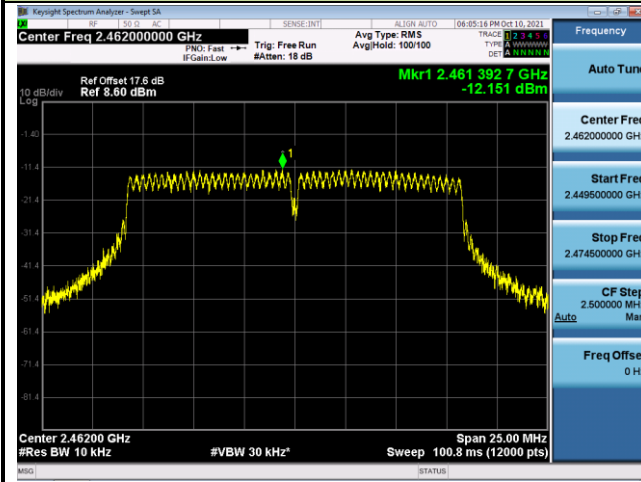 Keysight Spectrum Analyzer - Swept SA
RF 50 Ω AC SENSE:INT ALIGN AUTO 06:05:16 PM Oct 10, 2021
Center Freq 2.462000000 GHz
PNO: Fast
IFGain:Low
Trig: Free Run
#Atten: 18 dB
Avg Type: RMS
Avg|Hold: 100/100
TRACE 1 2 3 4 5 6
TYPE A WWWWW
DET A N N N N N
Ref Offset 17.6 dB
Ref 8.60 dBm
10 dB/div
Log
Mkr1 2.461 392 7 GHz
-12.151 dBm
1
-1.40
-11.4
-21.4
-31.4
-41.4
-51.4
-61.4
-71.4
-81.4
Center 2.46200 GHz
Span 25.00 MHz
#Res BW 10 kHz
#VBW 30 kHz*
Sweep 100.8 ms (12000 pts)
MSG
STATUS
Frequency
Auto Tune
Center Freq
2.462000000 GHz
Start Freq
2.449500000 GHz
Stop Freq
2.474500000 GHz
CF Step
2.500000 MHz
Auto Man
Freq Offset
0 Hz